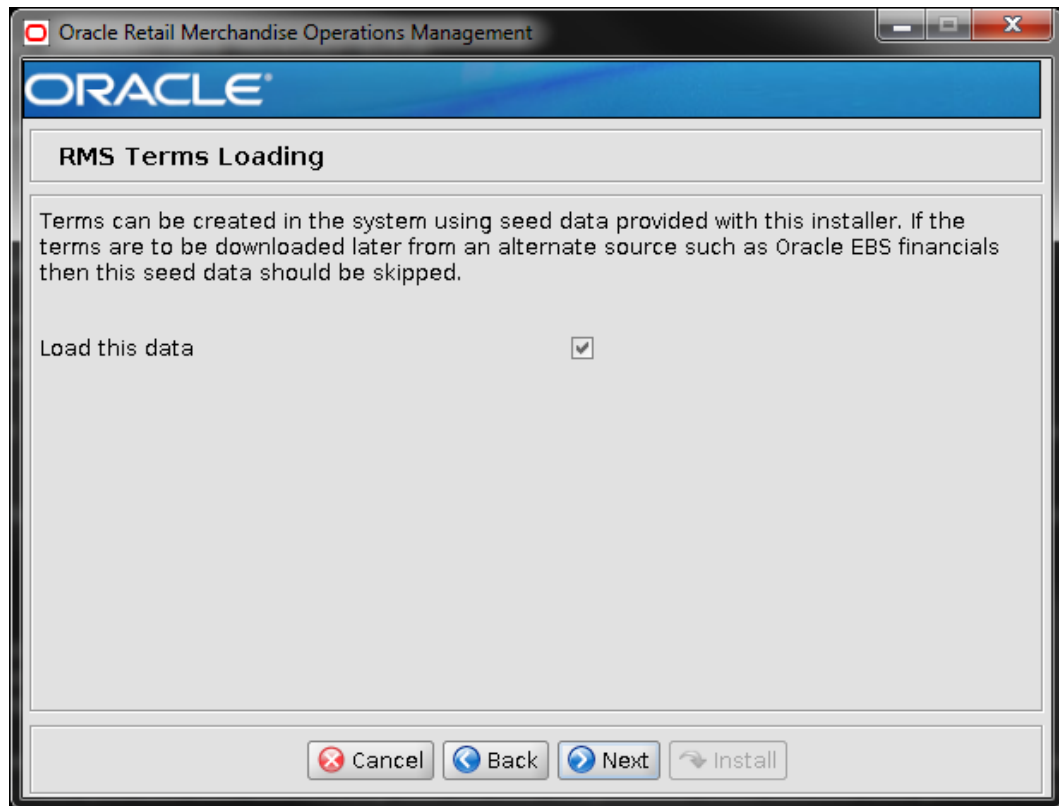 Oracle Retail Merchandise Operations Management
ORACLE®
RMS Terms Loading
Terms can be created in the system using seed data provided with this installer. If the
terms are to be downloaded later from an alternate source such as Oracle EBS financials
then this seed data should be skipped.
Load this data
Cancel Back Next Install